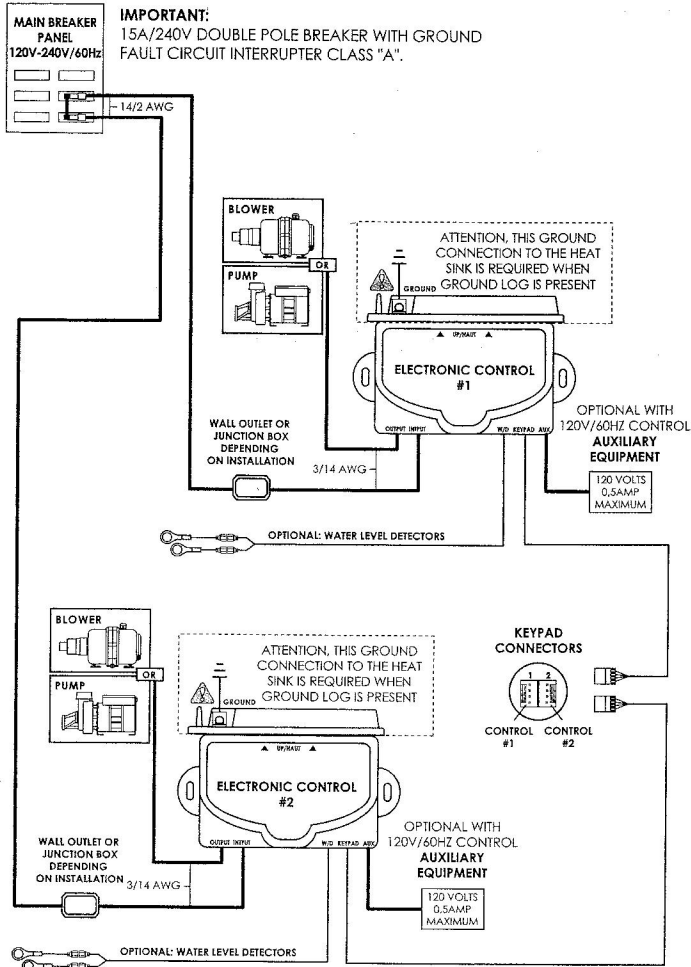 MAIN BREAKER
PANEL
120V-240V/60Hz
IMPORTANT:
15A/240V DOUBLE POLE BREAKER WITH GROUND
FAULT CIRCUIT INTERRUPTER CLASS "A".
14/2 AWG
BLOWER
OR
PUMP
ATTENTION, THIS GROUND
CONNECTION TO THE HEAT
SINK IS REQUIRED WHEN
GROUND LOG IS PRESENT
GROUND
UP/HAUT
ELECTRONIC CONTROL
#1
OUTPUT INTPUT
W/D KEYPAD AUX
OPTIONAL WITH
120V/60HZ CONTROL
AUXILIARY
EQUIPMENT
120 VOLTS
0,5AMP
MAXIMUM
WALL OUTLET OR
JUNCTION BOX
DEPENDING
ON INSTALLATION
3/14 AWG
OPTIONAL: WATER LEVEL DETECTORS
BLOWER
OR
PUMP
ATTENTION, THIS GROUND
CONNECTION TO THE HEAT
SINK IS REQUIRED WHEN
GROUND LOG IS PRESENT
GROUND
UP/HAUT
ELECTRONIC CONTROL
#2
OUTPUT INTPUT
W/D KEYPAD AUX
KEYPAD
CONNECTORS
1 2
CONTROL
#1
CONTROL
#2
OPTIONAL WITH
120V/60HZ CONTROL
AUXILIARY
EQUIPMENT
120 VOLTS
0,5AMP
MAXIMUM
WALL OUTLET OR
JUNCTION BOX
DEPENDING
ON INSTALLATION
3/14 AWG
OPTIONAL: WATER LEVEL DETECTORS